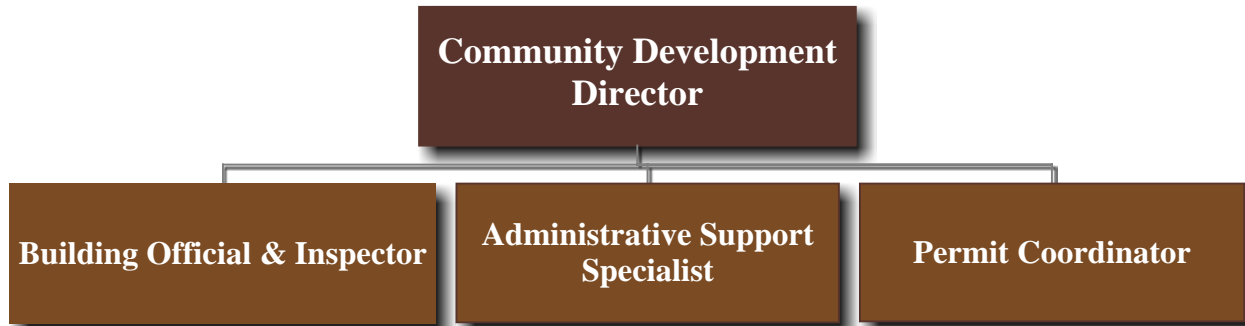 Community Development
Director
Building Official & Inspector
Administrative Support
Specialist
Permit Coordinator